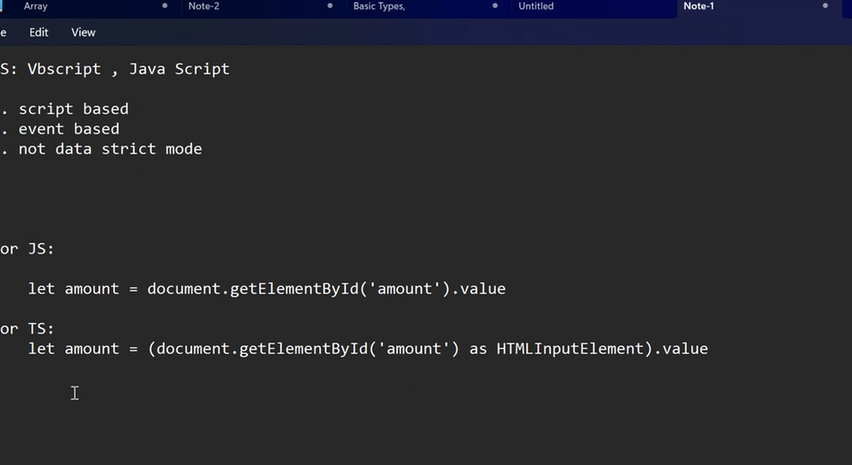 Array Note-2 Basic Types, Untitled Note-1
e Edit View
S: Vbscript , Java Script
. script based
. event based
. not data strict mode
or JS:
let amount = document.getElementById('amount').value
or TS:
let amount = (document.getElementById('amount') as HTMLInputElement).value